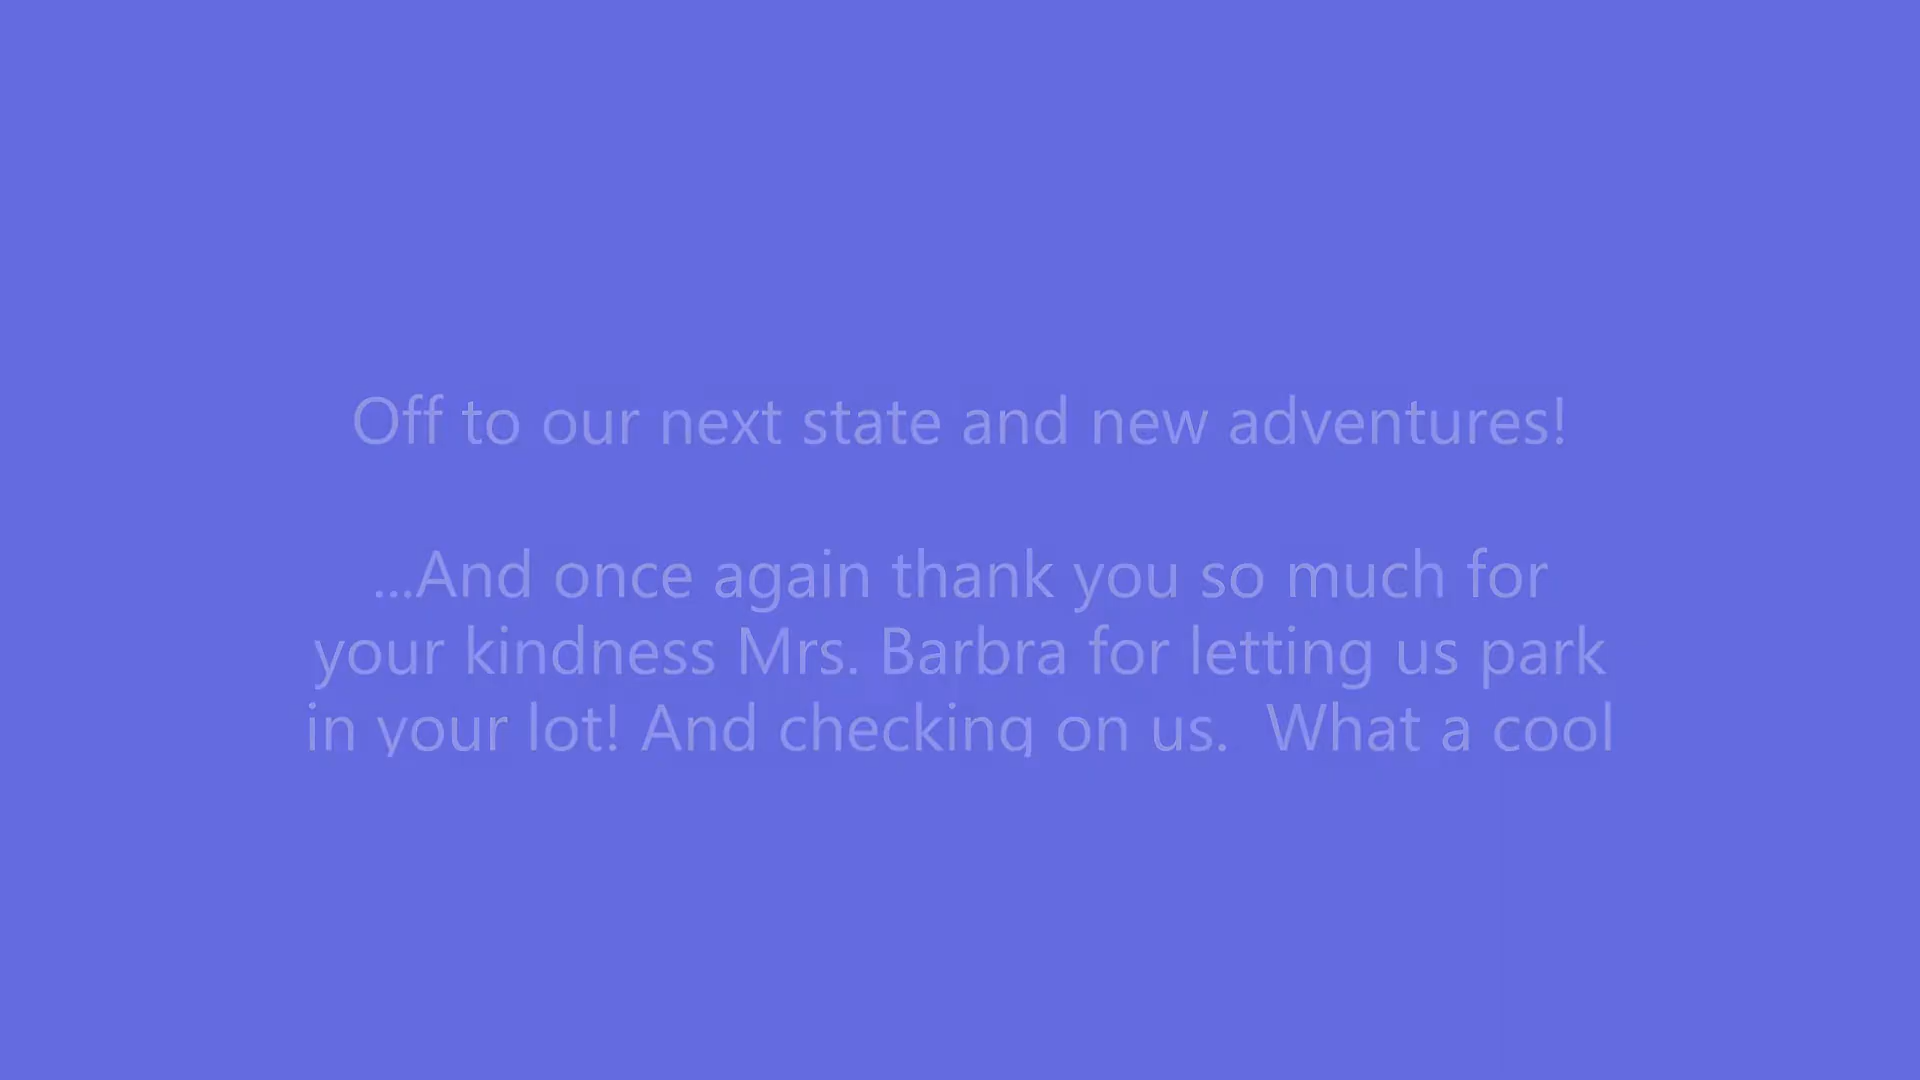 Off to our next state and new adventures!
...And once again thank you so much for
your kindness Mrs. Barbra for letting us park
in your lot! And checking on us.  What a cool